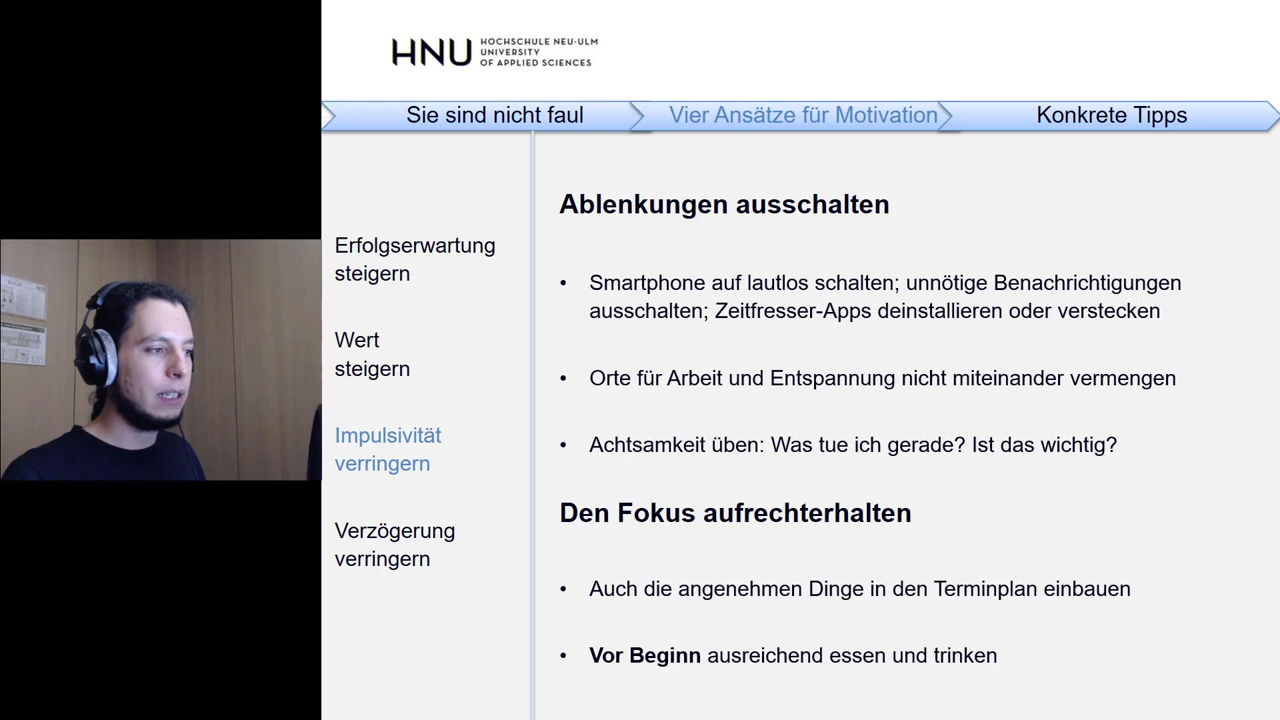 HNU
HOCHSCHULE NEU-ULM
UNIVERSITY
OF APPLIED SCIENCES
Sie sind nicht faul
Vier Ansätze für Motivation
Konkrete Tipps
Erfolgserwartung
steigern
Wert
steigern
Impulsivität
verringern
Verzögerung
verringern
Ablenkungen ausschalten
• Smartphone auf lautlos schalten; unnötige Benachrichtigungen
ausschalten; Zeitfresser-Apps deinstallieren oder verstecken
• Orte für Arbeit und Entspannung nicht miteinander vermengen
• Achtsamkeit üben: Was tue ich gerade? Ist das wichtig?
Den Fokus aufrechterhalten
• Auch die angenehmen Dinge in den Terminplan einbauen
• Vor Beginn ausreichend essen und trinken